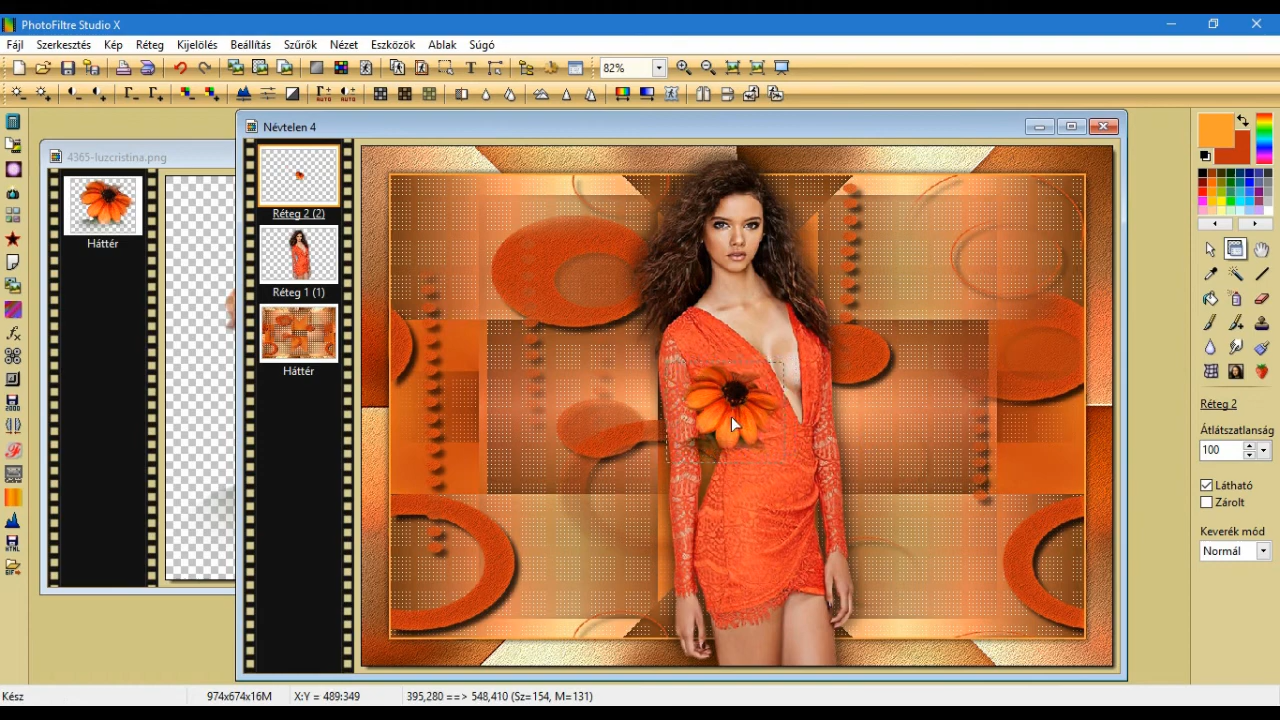 PhotoFiltre Studio X
Fájl Szerkesztés Kép Réteg Kijelölés Beállítás Szűrők Nézet Eszközök Ablak Súgó
82%
Névtelen 4
4365-luzcristina.png
Háttér
Réteg 2 (2)
Réteg 1 (1)
Háttér
Réteg 2
Átlátszatlanság
100
Látható
Zárolt
Keverék mód
Normál
Kész 974x674x16M X:Y = 489:349 395,280 ==> 548,410 (Sz=154, M=131)